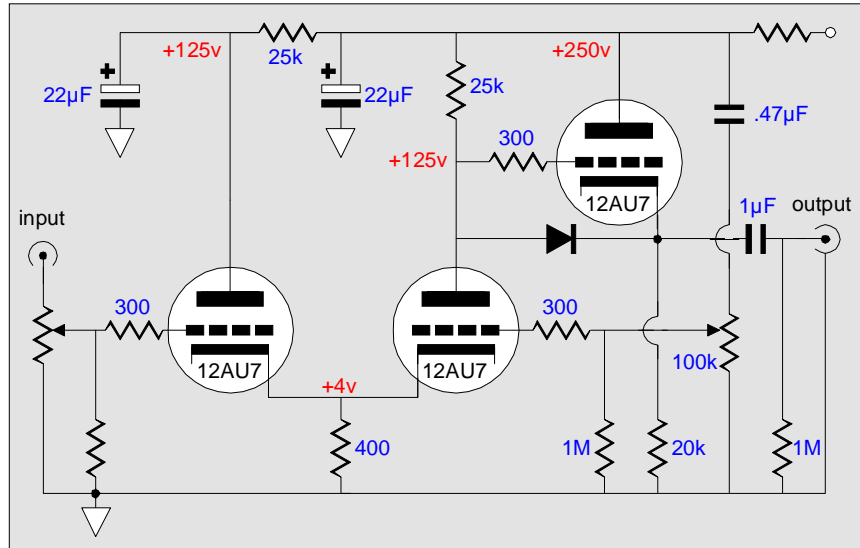 +125v
25k
+250v
22µF
22µF
25k
.47µF
+125v
300
12AU7
1µF
input
output
300
300
12AU7
12AU7
100k
+4v
400
1M
20k
1M